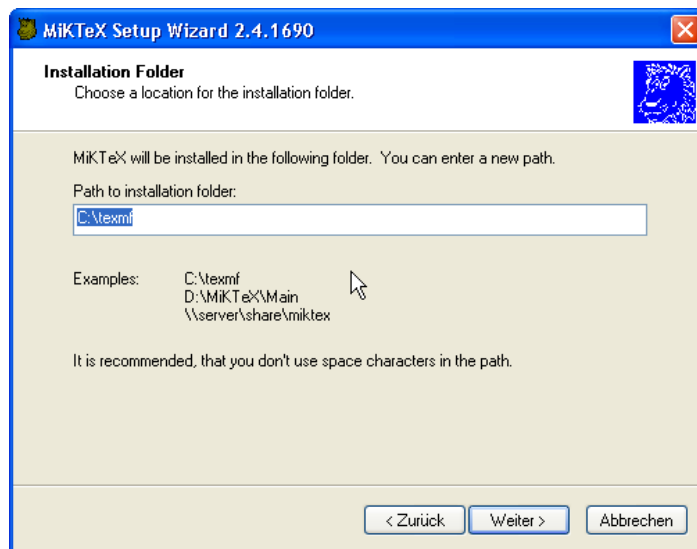 MiKTeX Setup Wizard 2.4.1690
Installation Folder
Choose a location for the installation folder.
MiKTeX will be installed in the following folder. You can enter a new path.
Path to installation folder:
C:\texmf
Examples: C:\texmf
D:\MiKTeX\Main
\\server\share\miktex
It is recommended, that you don't use space characters in the path.
< Zurück Weiter > Abbrechen